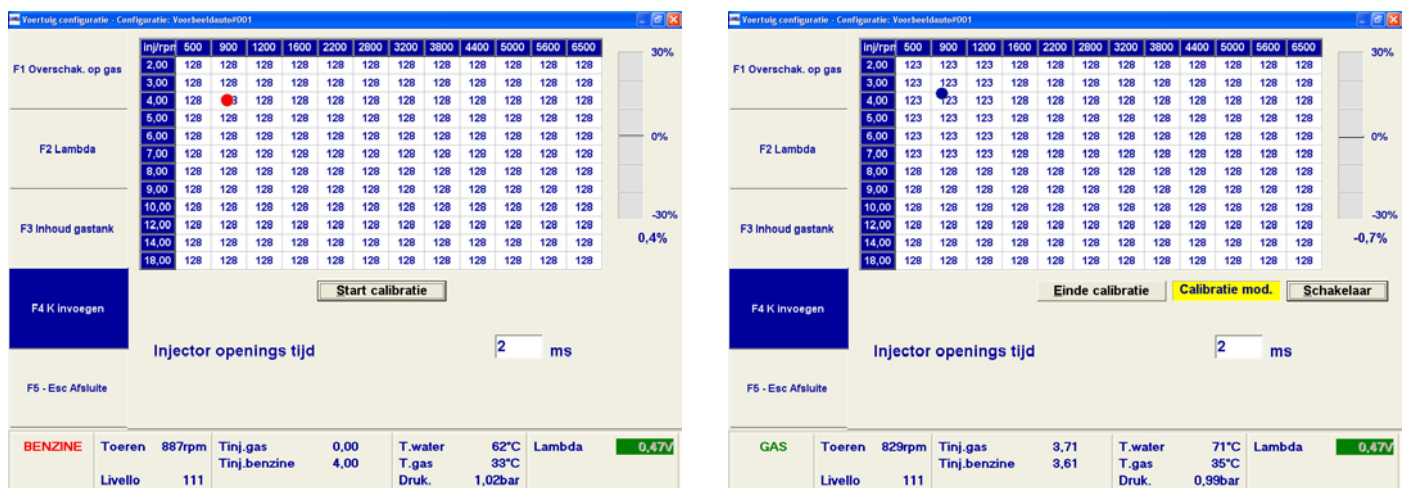 Voertuig configuratie - Configuratie: Voorbeeldauto#001
inj/rpm 500 900 1200 1600 2200 2800 3200 3800 4400 5000 5600 6500
2,00 128 128 128 128 128 128 128 128 128 128 128 128
3,00 128 128 128 128 128 128 128 128 128 128 128 128
4,00 128 128 128 128 128 128 128 128 128 128 128
5,00 128 128 128 128 128 128 128 128 128 128 128 128
6,00 128 128 128 128 128 128 128 128 128 128 128 128
7,00 128 128 128 128 128 128 128 128 128 128 128 128
8,00 128 128 128 128 128 128 128 128 128 128 128 128
9,00 128 128 128 128 128 128 128 128 128 128 128 128
10,00 128 128 128 128 128 128 128 128 128 128 128 128
12,00 128 128 128 128 128 128 128 128 128 128 128 128
14,00 128 128 128 128 128 128 128 128 128 128 128 128
18,00 128 128 128 128 128 128 128 128 128 128 128 128
30%
0%
-30%
0,4%
F1 Overschak. op gas
F2 Lambda
F3 Inhoud gastank
F4 K invoegen
F5 - Esc Afsluite
Start calibratie
Injector openings tijd 2 ms
BENZINE Toeren 887rpm Tinj.gas 0,00 T.water 62°C Lambda 0,47V
Tinj.benzine 4,00 T.gas 33°C
Livello 111 Druk. 1,02bar
Voertuig configuratie - Configuratie: Voorbeeldauto#001
inj/rpm 500 900 1200 1600 2200 2800 3200 3800 4400 5000 5600 6500
2,00 123 123 123 128 128 128 128 128 128 128 128 128
3,00 123 123 123 128 128 128 128 128 128 128 128 128
4,00 123 123 123 128 128 128 128 128 128 128 128 128
5,00 123 123 123 128 128 128 128 128 128 128 128 128
6,00 123 123 123 128 128 128 128 128 128 128 128 128
7,00 123 123 123 128 128 128 128 128 128 128 128 128
8,00 128 128 128 128 128 128 128 128 128 128 128 128
9,00 128 128 128 128 128 128 128 128 128 128 128 128
10,00 128 128 128 128 128 128 128 128 128 128 128 128
12,00 128 128 128 128 128 128 128 128 128 128 128 128
14,00 128 128 128 128 128 128 128 128 128 128 128 128
18,00 128 128 128 128 128 128 128 128 128 128 128 128
30%
0%
-30%
-0,7%
F1 Overschak. op gas
F2 Lambda
F3 Inhoud gastank
F4 K invoegen
F5 - Esc Afsluite
Einde calibratie Calibratie mod. Schakelaar
Injector openings tijd 2 ms
GAS Toeren 829rpm Tinj.gas 3,71 T.water 71°C Lambda 0,47V
Tinj.benzine 3,61 T.gas 35°C
Livello 111 Druk. 0,99bar